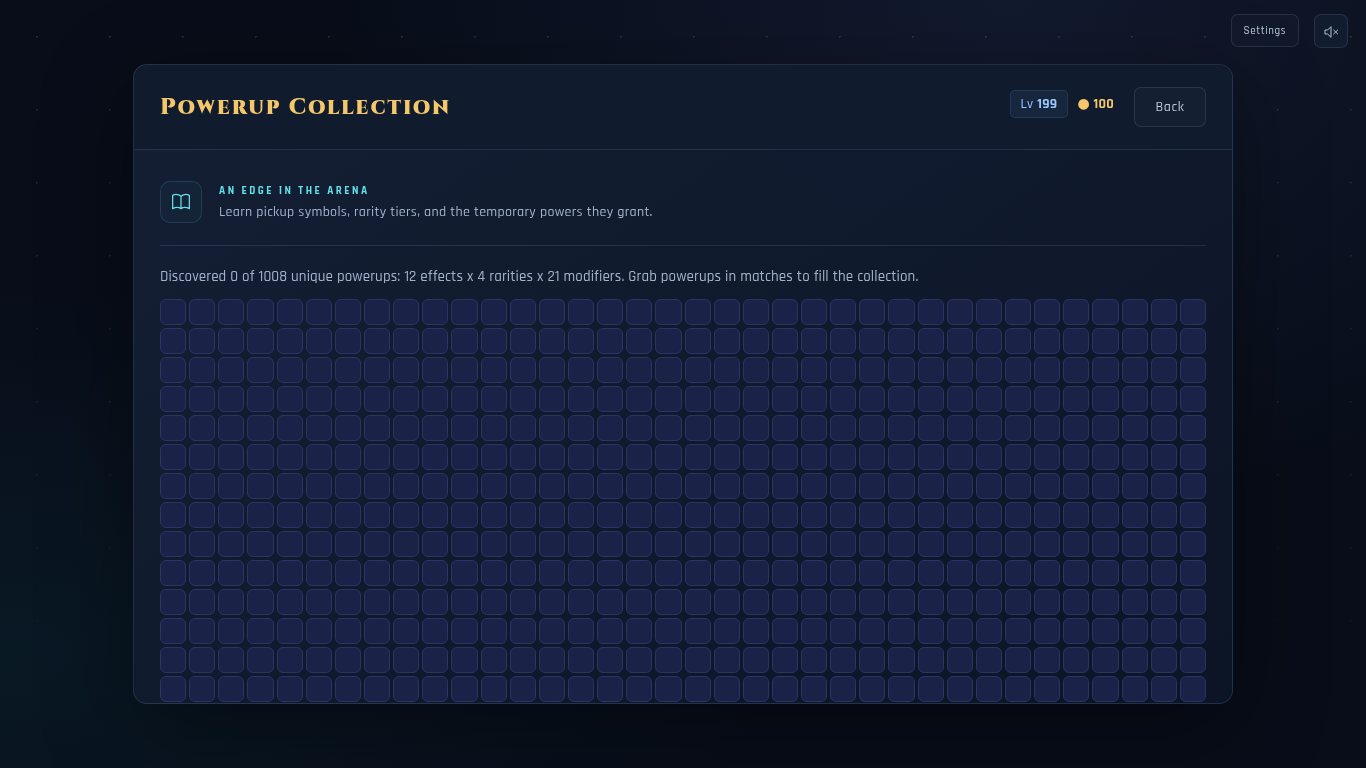 Settings
Powerup Collection
Lv 199
100
Back
AN EDGE IN THE ARENA
Learn pickup symbols, rarity tiers, and the temporary powers they grant.
Discovered 0 of 1008 unique powerups: 12 effects x 4 rarities x 21 modifiers. Grab powerups in matches to fill the collection.